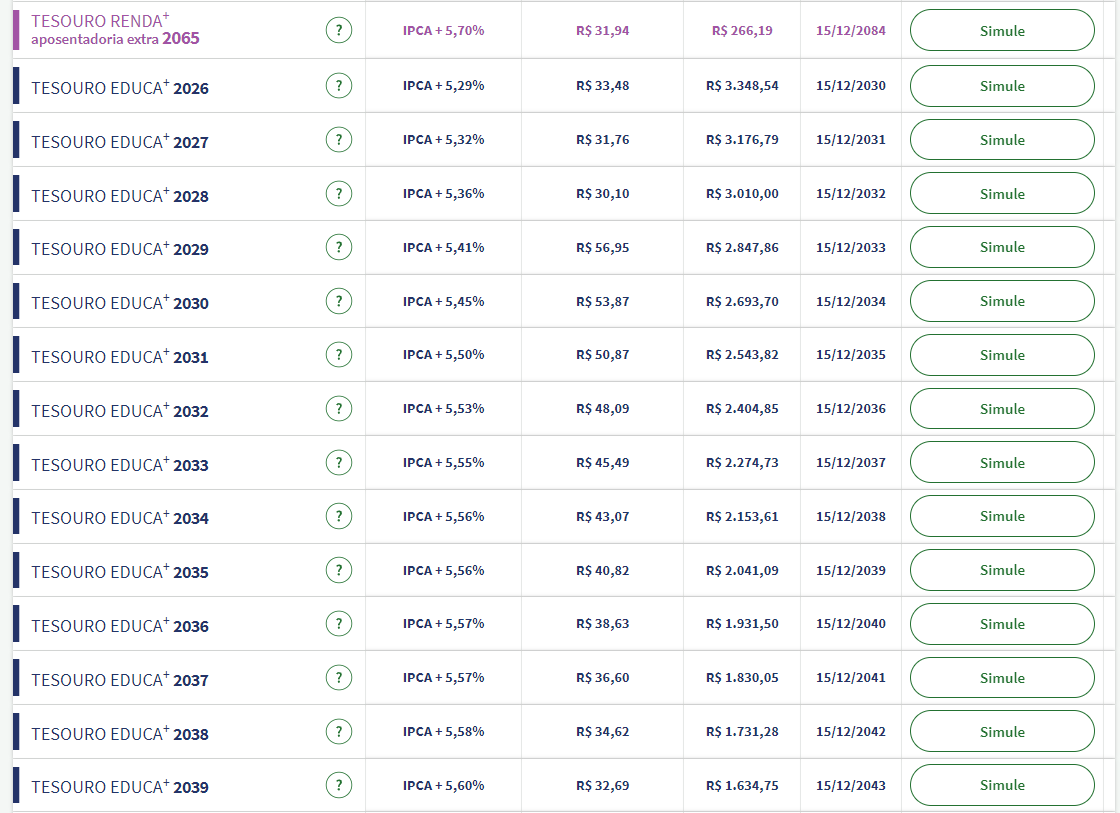 TESOURO RENDA+
aposentadoria extra 2065 ? IPCA + 5,70% R$ 31,94 R$ 266,19 15/12/2084 Simule
TESOURO EDUCA+ 2026 ? IPCA + 5,29% R$ 33,48 R$ 3.348,54 15/12/2030 Simule
TESOURO EDUCA+ 2027 ? IPCA + 5,32% R$ 31,76 R$ 3.176,79 15/12/2031 Simule
TESOURO EDUCA+ 2028 ? IPCA + 5,36% R$ 30,10 R$ 3.010,00 15/12/2032 Simule
TESOURO EDUCA+ 2029 ? IPCA + 5,41% R$ 56,95 R$ 2.847,86 15/12/2033 Simule
TESOURO EDUCA+ 2030 ? IPCA + 5,45% R$ 53,87 R$ 2.693,70 15/12/2034 Simule
TESOURO EDUCA+ 2031 ? IPCA + 5,50% R$ 50,87 R$ 2.543,82 15/12/2035 Simule
TESOURO EDUCA+ 2032 ? IPCA + 5,53% R$ 48,09 R$ 2.404,85 15/12/2036 Simule
TESOURO EDUCA+ 2033 ? IPCA + 5,55% R$ 45,49 R$ 2.274,73 15/12/2037 Simule
TESOURO EDUCA+ 2034 ? IPCA + 5,56% R$ 43,07 R$ 2.153,61 15/12/2038 Simule
TESOURO EDUCA+ 2035 ? IPCA + 5,56% R$ 40,82 R$ 2.041,09 15/12/2039 Simule
TESOURO EDUCA+ 2036 ? IPCA + 5,57% R$ 38,63 R$ 1.931,50 15/12/2040 Simule
TESOURO EDUCA+ 2037 ? IPCA + 5,57% R$ 36,60 R$ 1.830,05 15/12/2041 Simule
TESOURO EDUCA+ 2038 ? IPCA + 5,58% R$ 34,62 R$ 1.731,28 15/12/2042 Simule
TESOURO EDUCA+ 2039 ? IPCA + 5,60% R$ 32,69 R$ 1.634,75 15/12/2043 Simule